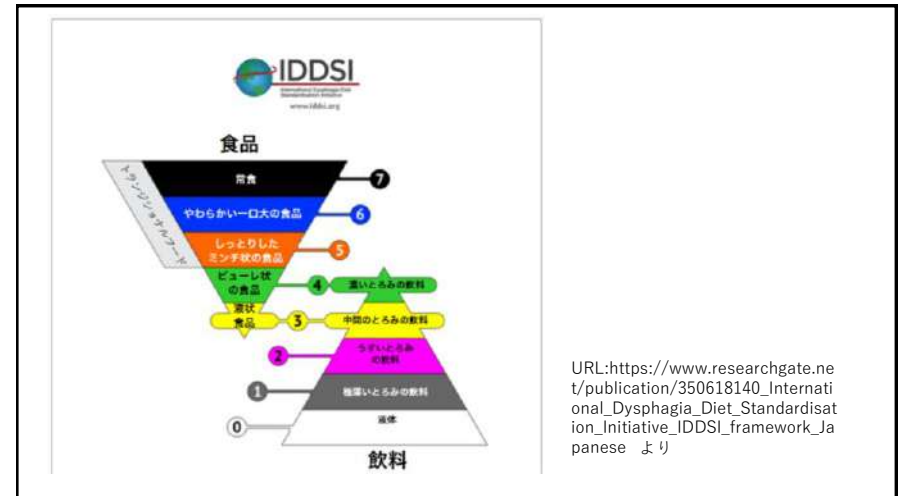 IDDSI
International Dysphagia Diet
Standardisation Initiative
www.iddsi.org
食品
トランジショナルフード
常食
7
やわらかい一口大の食品
6
しっとりした
ミンチ状の食品
5
ピューレ状
の食品
4
濃いとろみの飲料
液状
食品
3
中間のとろみの飲料
2
うすいとろみ
の飲料
1
極薄いとろみの飲料
0
液体
飲料
URL:https://www.researchgate.ne
t/publication/350618140_Internati
onal_Dysphagia_Diet_Standardisat
ion_Initiative_IDDSI_framework_Ja
panese より